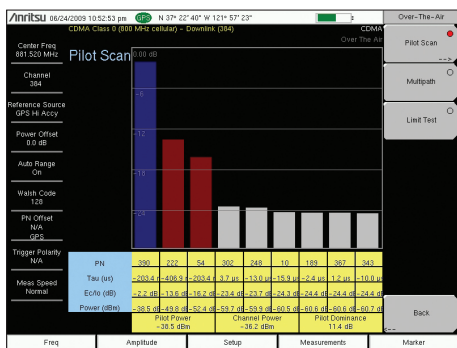 Anritsu 06/24/2009 10:52:53 pm GPS N 37° 22' 40" W 121° 57' 23"
CDMA Class 0 (800 MHz cellular) - Downlink (384) CDMA
Over The Air
Over-The-Air
Center Freq
881.520 MHz
Channel
384
Reference Source
GPS Hi Accy
Power Offset
0.0 dB
Auto Range
On
Walsh Code
128
PN Offset
N/A
GPS
Trigger Polarity
N/A
Meas Speed
Normal
Pilot Scan
0.00 dB
-6
-12
-18
-24
PN 390 222 54 302 248 10 189 367 343
Tau (us) -203.4 -406.9 -203.4 3.7 µs -13.0 µs -15.9 µs -2.4 µs 1.2 µs -10.0 µs
Ec/Io (dB) -2.2 dB -13.6 dB -16.2 dB -23.4 dB -23.7 dB -24.3 dB -24.4 dB -24.4 dB -24.4 dB
Power (dBm) -38.5 dB -49.8 dB -52.4 dB -59.7 dB -59.9 dB -60.5 dB -60.6 dB -60.6 dB -60.7 dB
Pilot Power Channel Power Pilot Dominance
-38.5 dBm -36.2 dBm 11.4 dB
Pilot Scan
-->
Multipath
Limit Test
Back
<--
Freq Amplitude Setup Measurements Marker